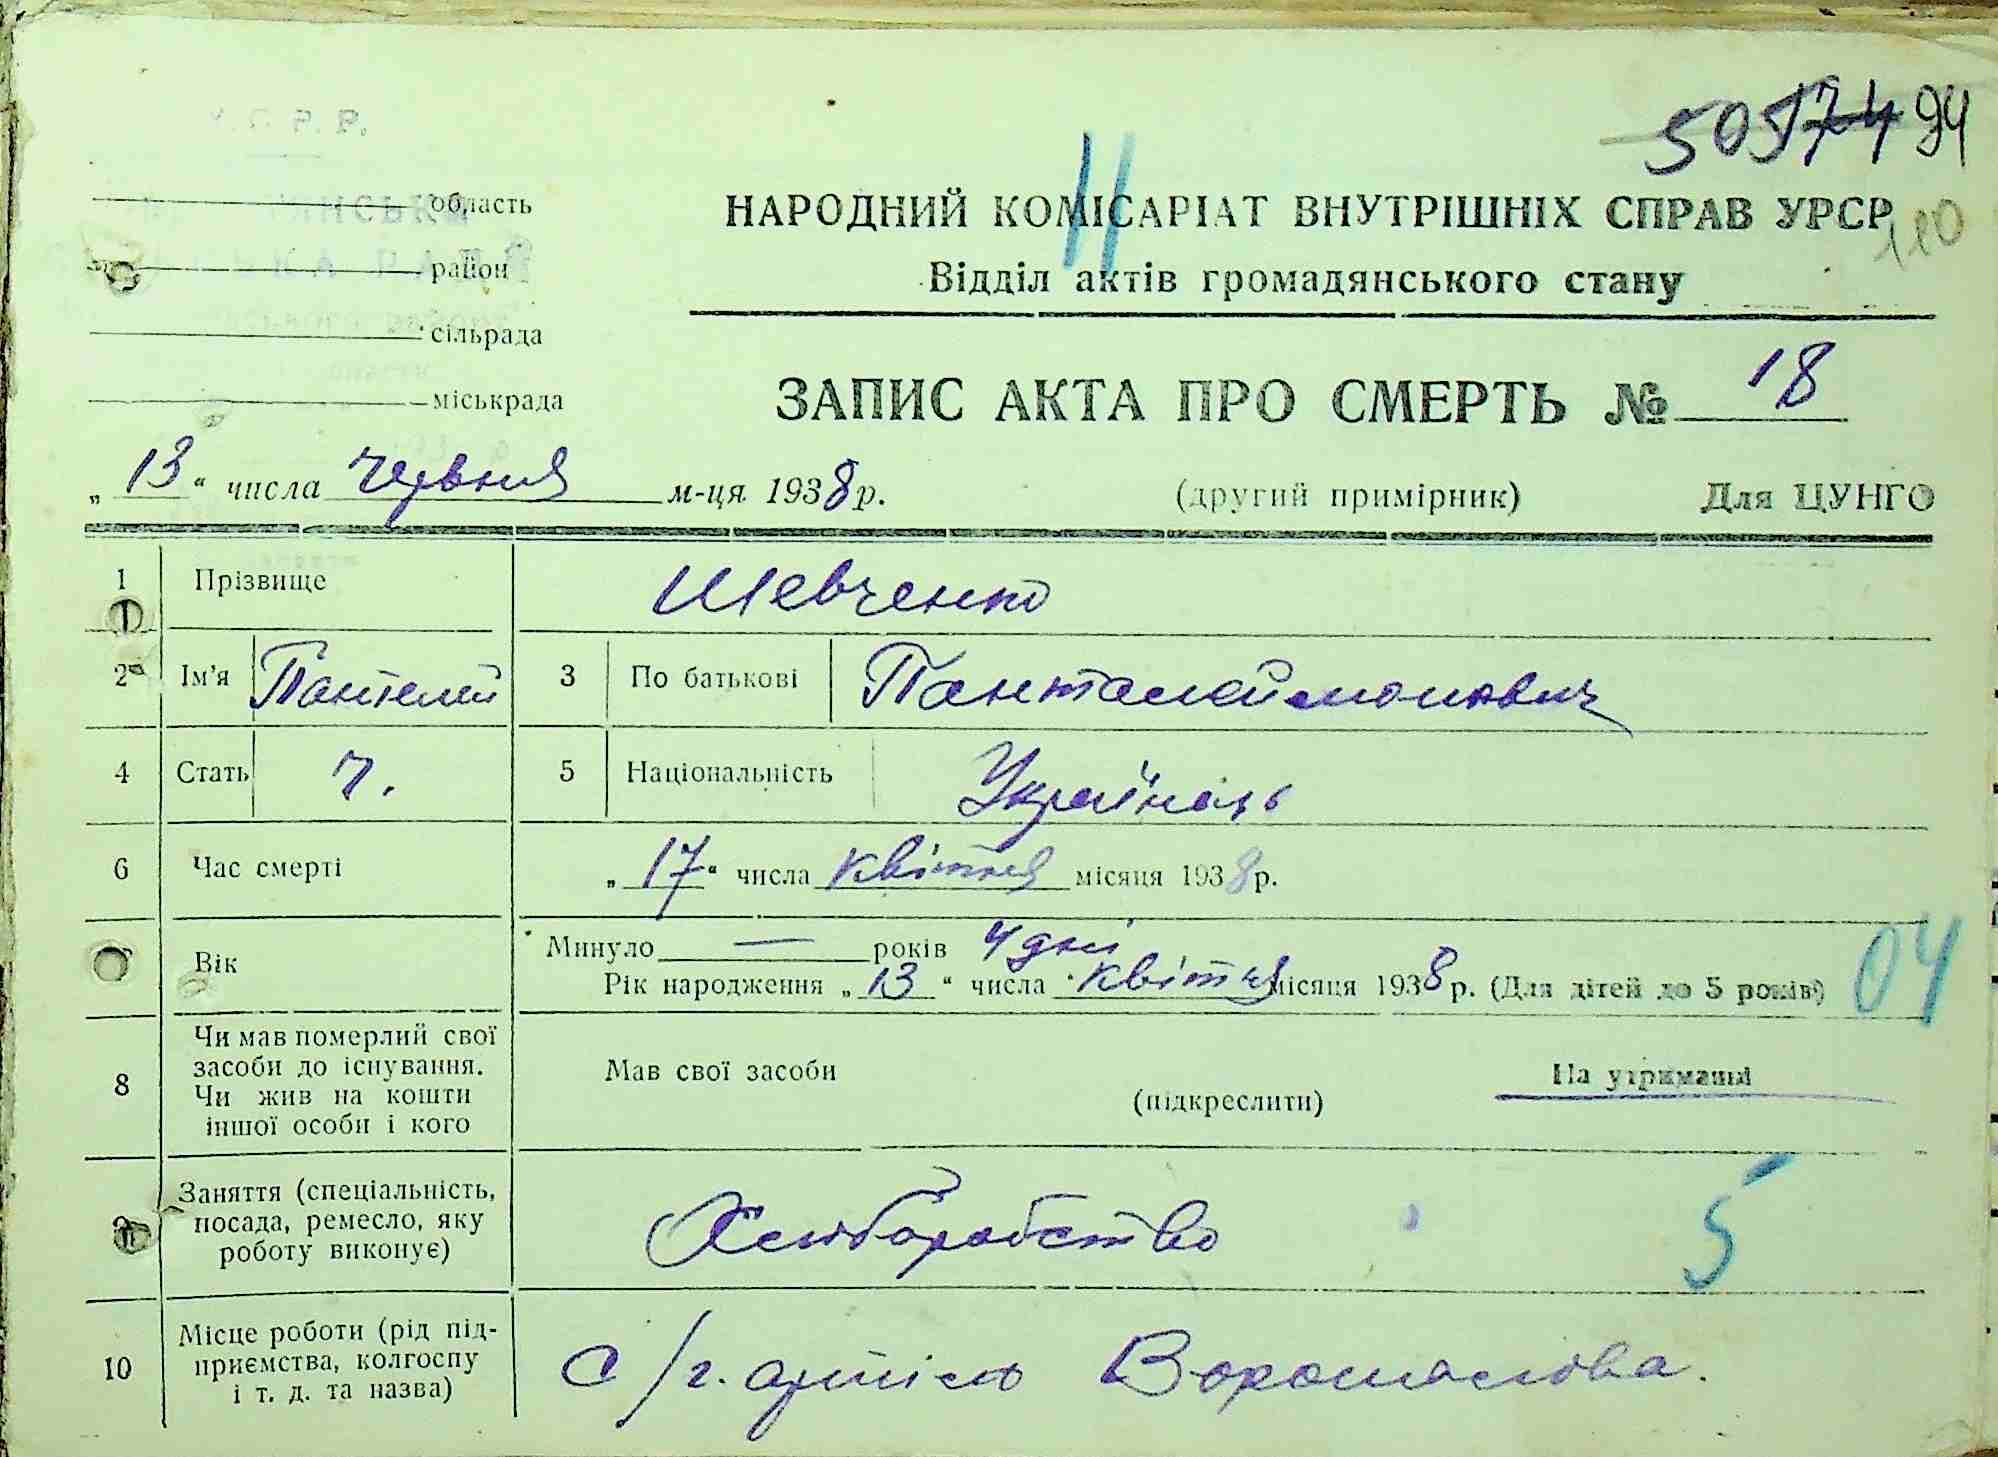 50574 94
110
область
район
сільрада
міськрада
НАРОДНИЙ КОМІСАРІАТ ВНУТРІШНІХ СПРАВ УРСР
Відділ актів громадянського стану
ЗАПИС АКТА ПРО СМЕРТЬ № 18
„13“ числа червня м-ця 1938 р. (другий примірник) Для ЦУНГО
1 Прізвище Шевченко
2 Ім'я Пантелій 3 По батькові Панталеймонович
4 Стать ч. 5 Національність Українець
6 Час смерті „17“ числа квітня місяця 1938 р.
Вік Минуло — років 4 дні
Рік народження „13“ числа квітня місяця 1938 р. (Для дітей до 5 років)
04
8 Чи мав померлий свої
засоби до існування.
Чи жив на кошти
іншої особи і кого
Мав свої засоби (підкреслити) На утриманні
9 Заняття (спеціальність,
посада, ремесло, яку
роботу виконує)
Хліборобство 5
10 Місце роботи (рід під-
приємства, колгоспу
і т. д. та назва)
с/г. артіль Ворошилова.